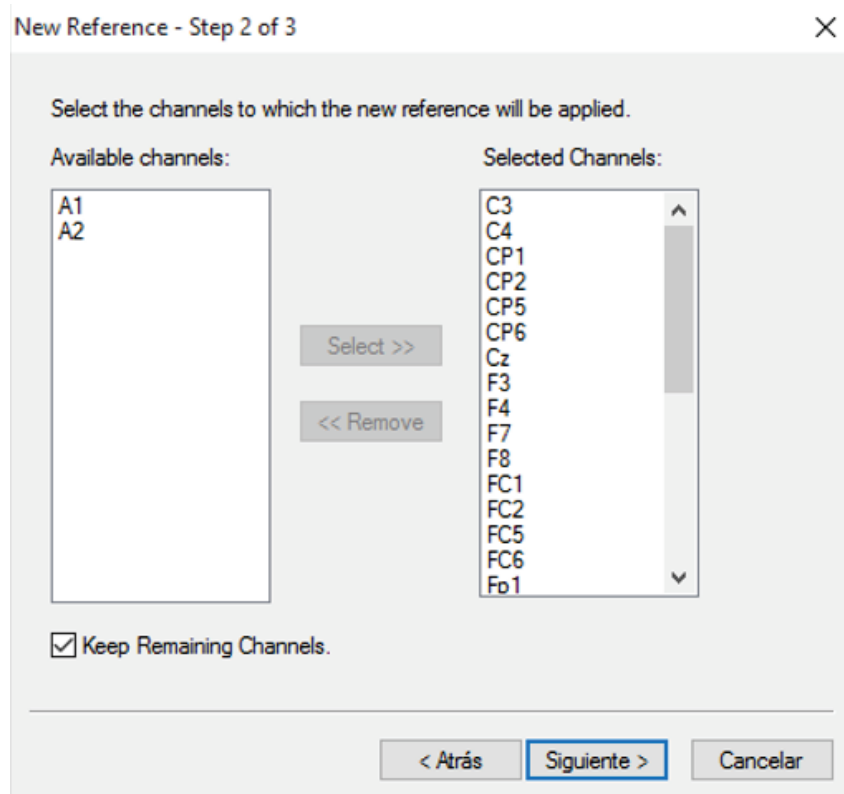 New Reference - Step 2 of 3
Select the channels to which the new reference will be applied.
Available channels:
A1
A2
Select >>
<< Remove
Selected Channels:
C3
C4
CP1
CP2
CP5
CP6
Cz
F3
F4
F7
F8
FC1
FC2
FC5
FC6
Fp1
Keep Remaining Channels.
< Atrás
Siguiente >
Cancelar